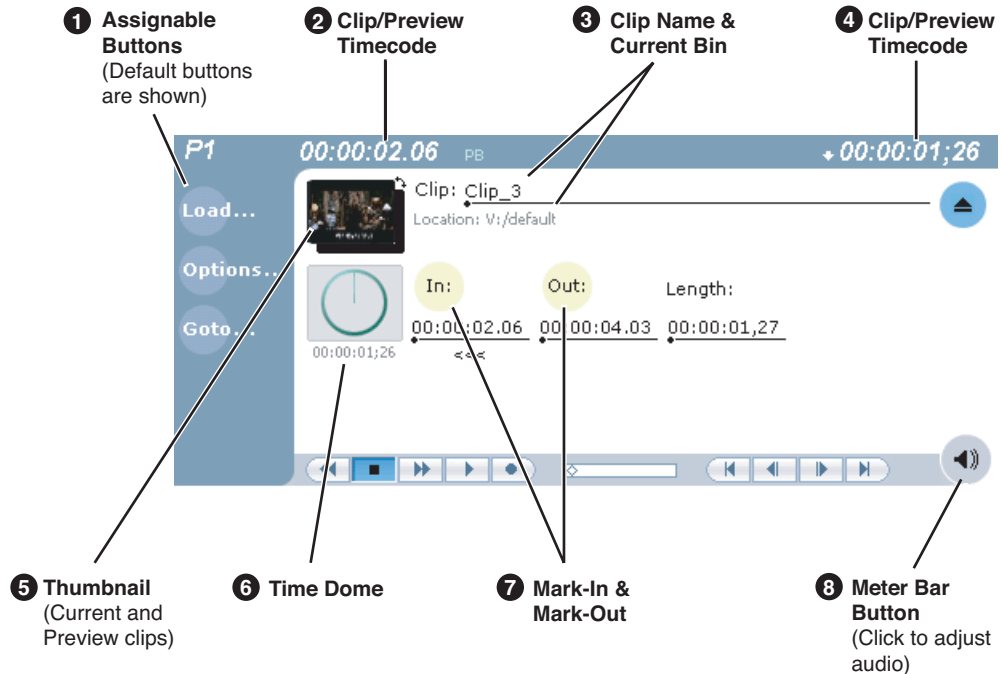 1 Assignable
Buttons
(Default buttons
are shown)
2 Clip/Preview
Timecode
3 Clip Name &
Current Bin
4 Clip/Preview
Timecode
P1
00:00:02.06 PB
00:00:01;26
Load...
Options..
Goto...
Clip: Clip_3
Location: V:/default
In:
Out:
Length:
00:00:02.06 00:00:04.03 00:00:01,27
00:00:01;26
<<<
5 Thumbnail
(Current and
Preview clips)
6 Time Dome
7 Mark-In &
Mark-Out
8 Meter Bar
Button
(Click to adjust
audio)